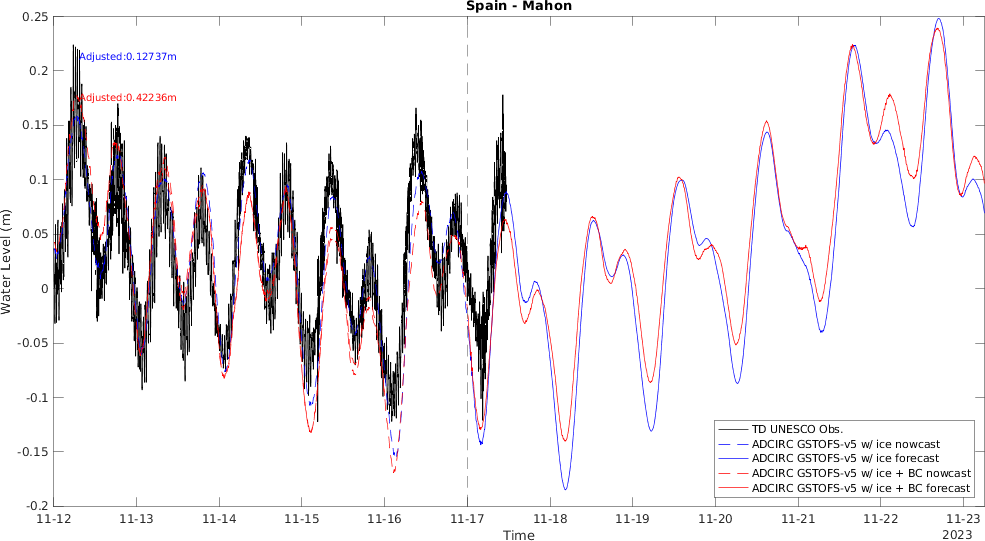 Spain - Mahon
0.25
0.2
0.15
0.1
0.05
0
-0.05
-0.1
-0.15
-0.2
Water Level (m)
Adjusted:0.12737m
Adjusted:0.42236m
TD UNESCO Obs.
ADCIRC GSTOFS-v5 w/ ice nowcast
ADCIRC GSTOFS-v5 w/ ice forecast
ADCIRC GSTOFS-v5 w/ ice + BC nowcast
ADCIRC GSTOFS-v5 w/ ice + BC forecast
11-12 11-13 11-14 11-15 11-16 11-17 11-18 11-19 11-20 11-21 11-22 11-23
Time
2023